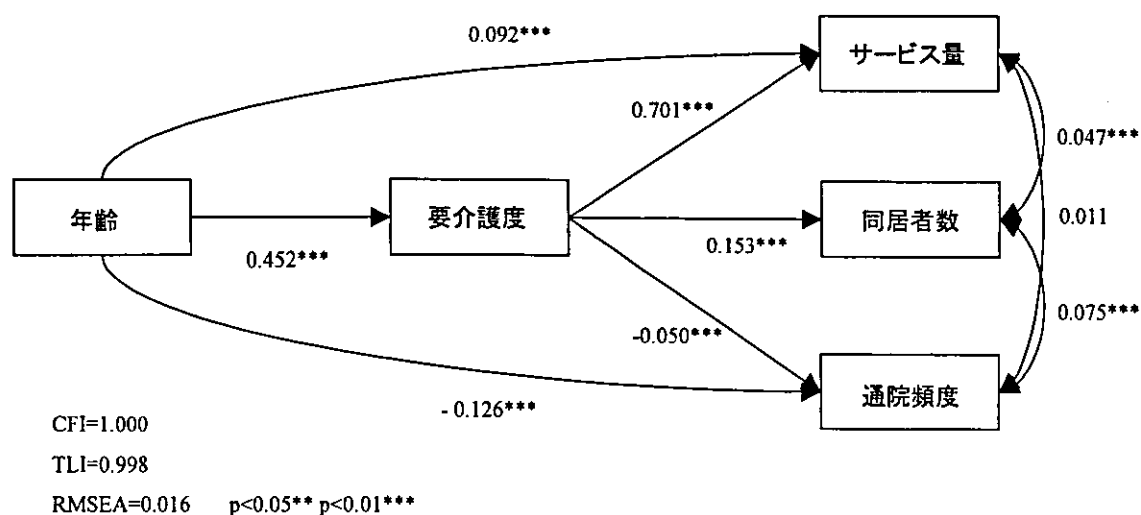 0.092***
サービス量
0.701***
0.047***
年齢
要介護度
同居者数
0.011
0.452***
0.153***
0.075***
-0.050***
通院頻度
- 0.126***
CFI=1.000
TLI=0.998
RMSEA=0.016 p<0.05** p<0.01***